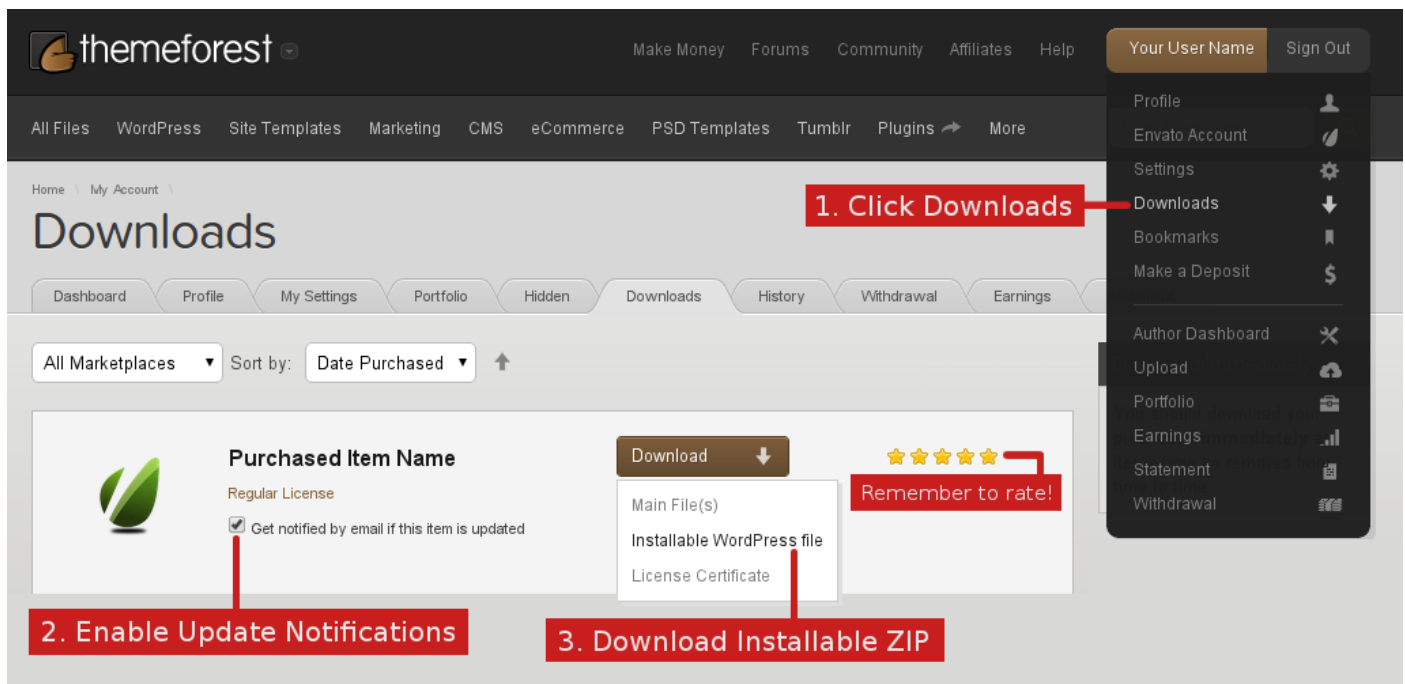 themeforest
Make Money Forums Community Affiliates Help
Your User Name Sign Out
All Files WordPress Site Templates Marketing CMS eCommerce PSD Templates Tumblr Plugins More
Profile
Envato Account
Settings
Downloads
Bookmarks
Make a Deposit
Author Dashboard
Upload
Portfolio
Earnings
Statement
Withdrawal
Home \ My Account \
1. Click Downloads
Downloads
Dashboard Profile My Settings Portfolio Hidden Downloads History Withdrawal Earnings
All Marketplaces Sort by: Date Purchased
Purchased Item Name
Regular License
Get notified by email if this item is updated
Download
Main File(s)
Installable WordPress file
License Certificate
Remember to rate!
2. Enable Update Notifications
3. Download Installable ZIP